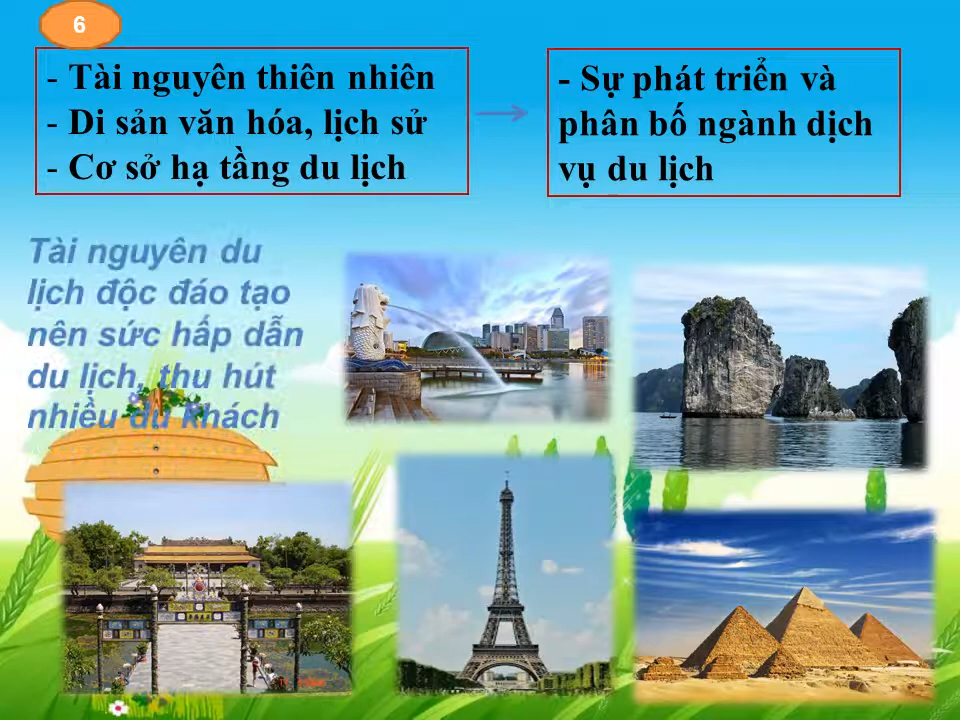 6
- Tài nguyên thiên nhiên
- Di sản văn hóa, lịch sử
- Cơ sở hạ tầng du lịch
- Sự phát triển và
phân bố ngành dịch
vụ du lịch
Tài nguyên du
lịch độc đáo tạo
nên sức hấp dẫn
du lịch, thu hút
nhiều du khách